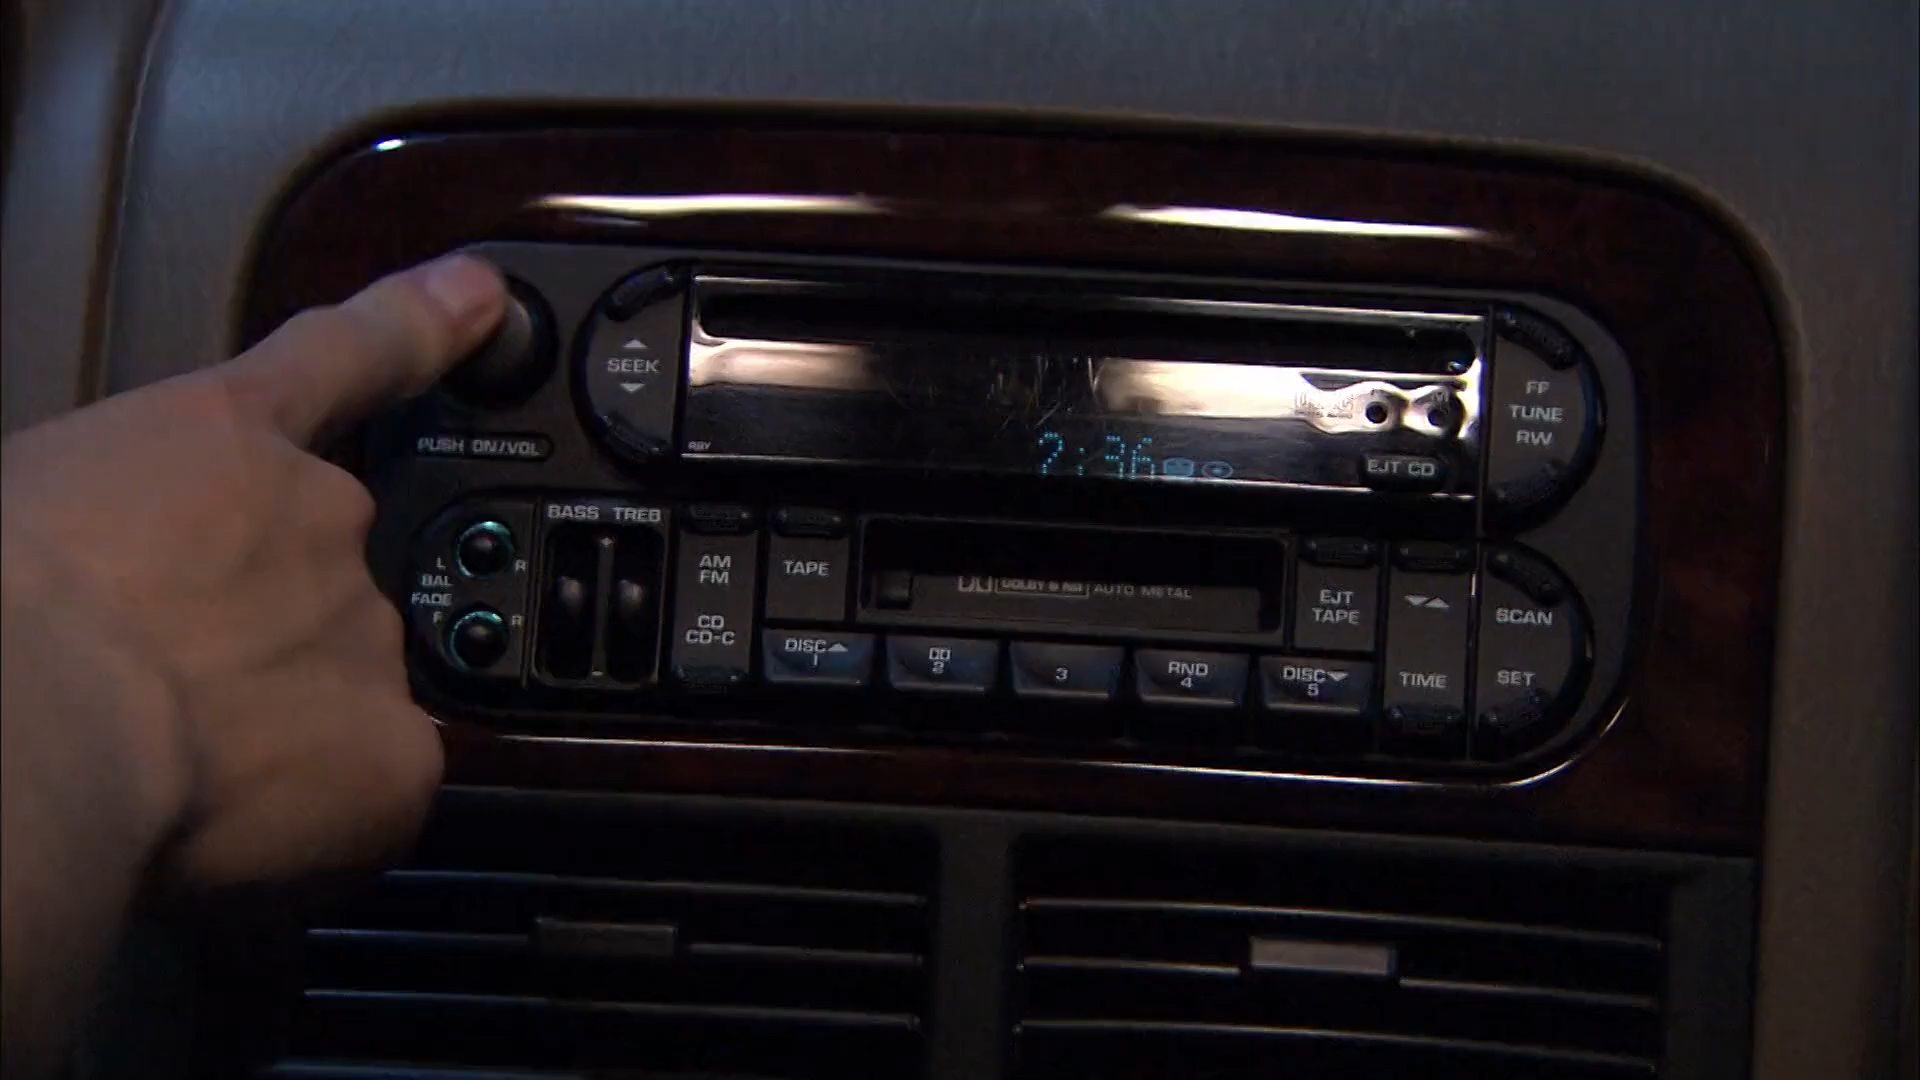 SEEK
FF
TUNE
RW
RBY
2:36
EJT CD
PUSH ON/VOL
BASS TREB
L R
BAL
FADE
F R
AM
FM
CD
CD-C
TAPE
DOLBY B NR AUTO METAL
EJT
TAPE
TIME
SCAN
SET
DISC
1
2
3
RND
4
DISC
5